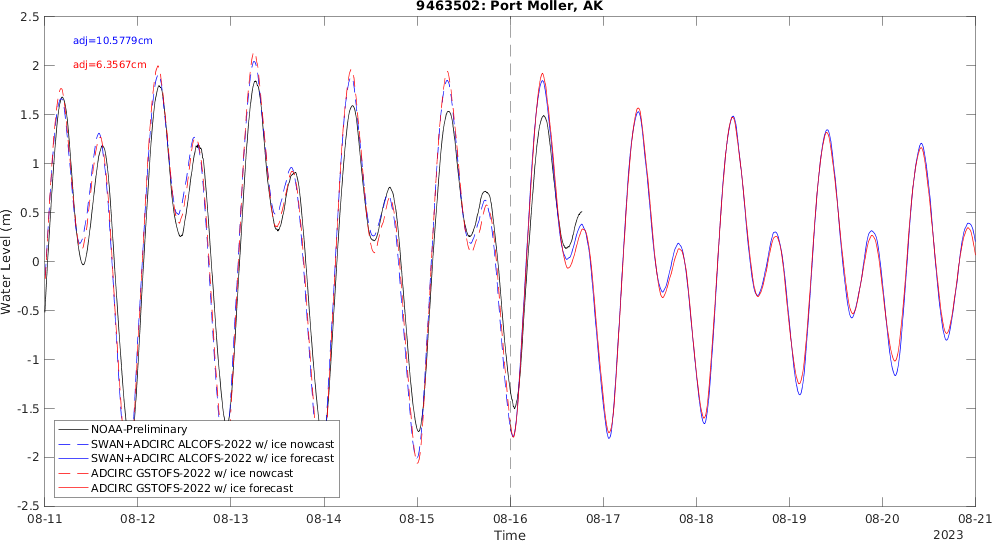 9463502: Port Moller, AK
adj=10.5779cm
adj=6.3567cm
Water Level (m)
2.5
2
1.5
1
0.5
0
-0.5
-1
-1.5
-2
-2.5
NOAA-Preliminary
SWAN+ADCIRC ALCOFS-2022 w/ ice nowcast
SWAN+ADCIRC ALCOFS-2022 w/ ice forecast
ADCIRC GSTOFS-2022 w/ ice nowcast
ADCIRC GSTOFS-2022 w/ ice forecast
08-11 08-12 08-13 08-14 08-15 08-16 08-17 08-18 08-19 08-20 08-21
Time
2023